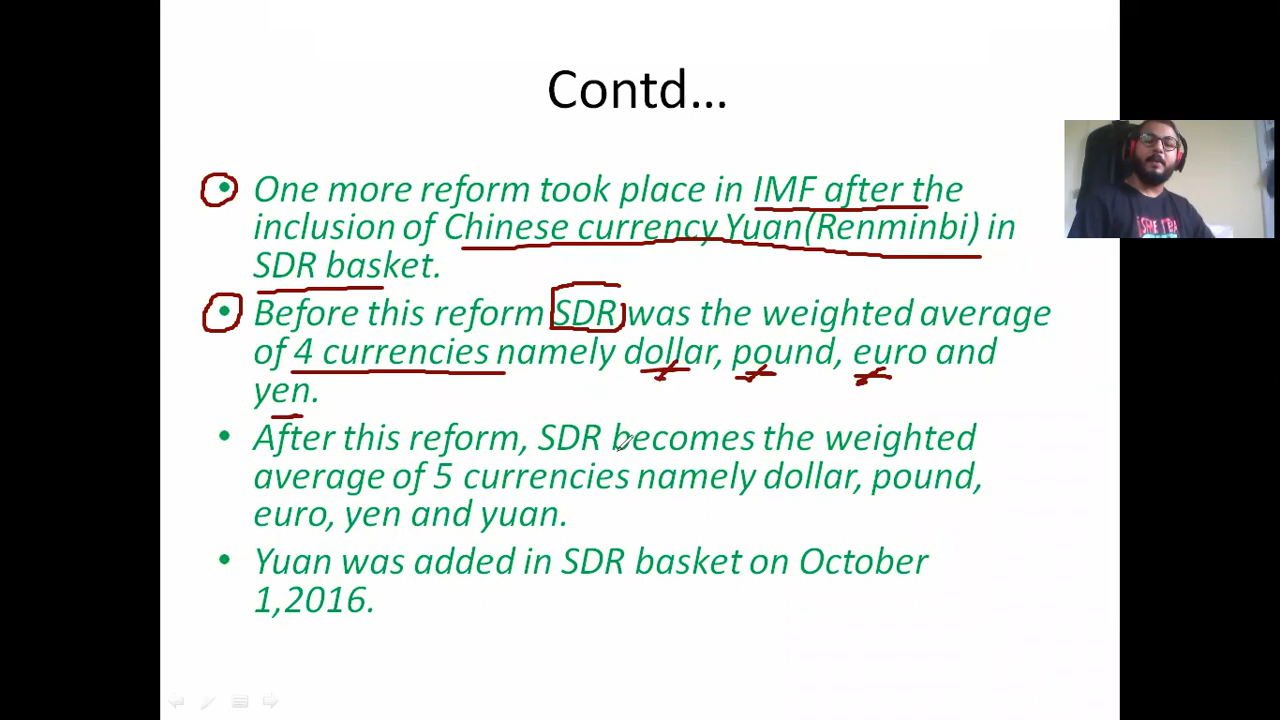 Contd...
• One more reform took place in IMF after the
inclusion of Chinese currency Yuan(Renminbi) in
SDR basket.
• Before this reform SDR was the weighted average
of 4 currencies namely dollar, pound, euro and
yen.
• After this reform, SDR becomes the weighted
average of 5 currencies namely dollar, pound,
euro, yen and yuan.
• Yuan was added in SDR basket on October
1,2016.